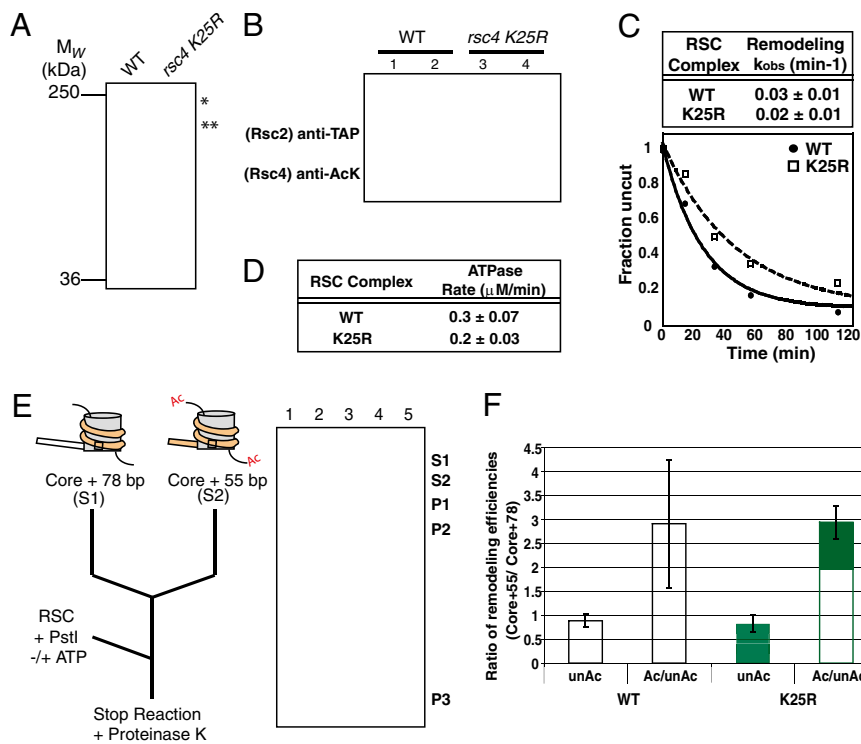 A
M_W
(kDa)
WT
rsc4 K25R
250
*
**
36
B
WT
rsc4 K25R
1 2 3 4
(Rsc2) anti-TAP
(Rsc4) anti-AcK
C
RSC Complex
Remodeling kobs (min-1)
WT 0.03 ± 0.01
K25R 0.02 ± 0.01
WT
K25R
1
0.8
0.6
0.4
0.2
0
Fraction uncut
0 20 40 60 80 100 120
Time (min)
D
RSC Complex
ATPase Rate (µM/min)
WT 0.3 ± 0.07
K25R 0.2 ± 0.03
E
Ac
Ac
Core + 78 bp
(S1)
Core + 55 bp
(S2)
RSC
+ PstI
-/+ ATP
Stop Reaction
+ Proteinase K
1 2 3 4 5
S1
S2
P1
P2
P3
F
Ratio of remodeling efficiencies
(Core+55/ Core+78)
4.5
4
3.5
3
2.5
2
1.5
1
0.5
0
unAc Ac/unAc unAc Ac/unAc
WT K25R